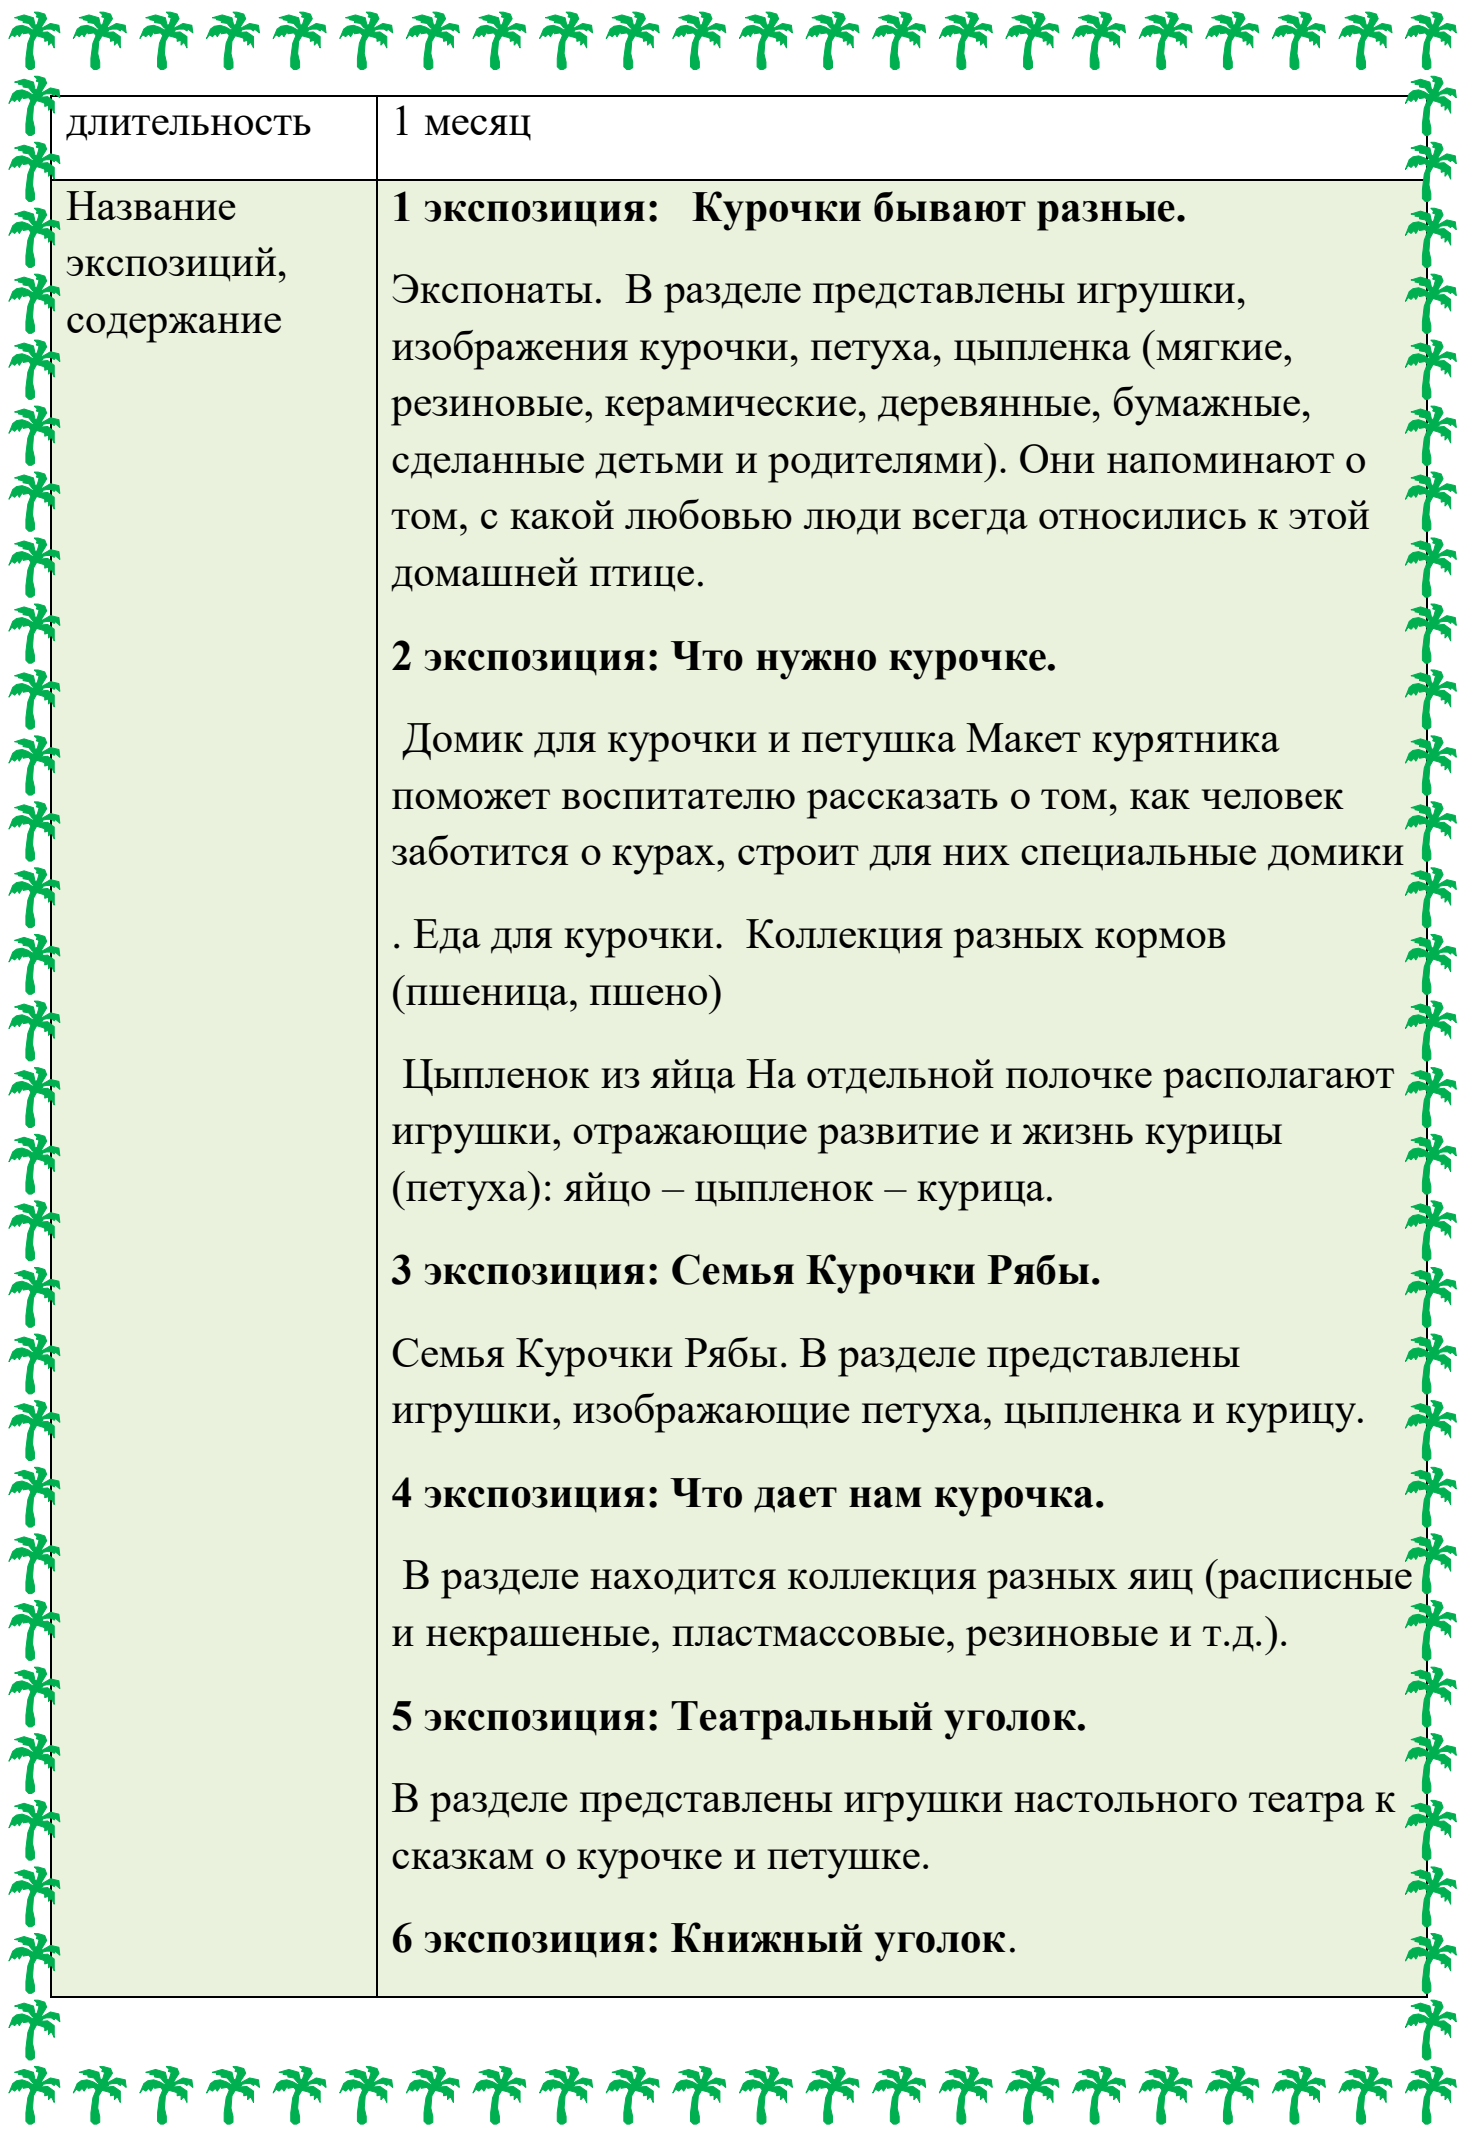 длительность
1 месяц
Название
экспозиций,
содержание
1 экспозиция:   Курочки бывают разные.
Экспонаты.  В разделе представлены игрушки,
изображения курочки, петуха, цыпленка (мягкие,
резиновые, керамические, деревянные, бумажные,
сделанные детьми и родителями). Они напоминают о
том, с какой любовью люди всегда относились к этой
домашней птице.
2 экспозиция: Что нужно курочке.
Домик для курочки и петушка Макет курятника
поможет воспитателю рассказать о том, как человек
заботится о курах, строит для них специальные домики
. Еда для курочки.  Коллекция разных кормов
(пшеница, пшено)
Цыпленок из яйца На отдельной полочке располагают
игрушки, отражающие развитие и жизнь курицы
(петуха): яйцо – цыпленок – курица.
3 экспозиция: Семья Курочки Рябы.
Семья Курочки Рябы. В разделе представлены
игрушки, изображающие петуха, цыпленка и курицу.
4 экспозиция: Что дает нам курочка.
В разделе находится коллекция разных яиц (расписные
и некрашеные, пластмассовые, резиновые и т.д.).
5 экспозиция: Театральный уголок.
В разделе представлены игрушки настольного театра к
сказкам о курочке и петушке.
6 экспозиция: Книжный уголок.